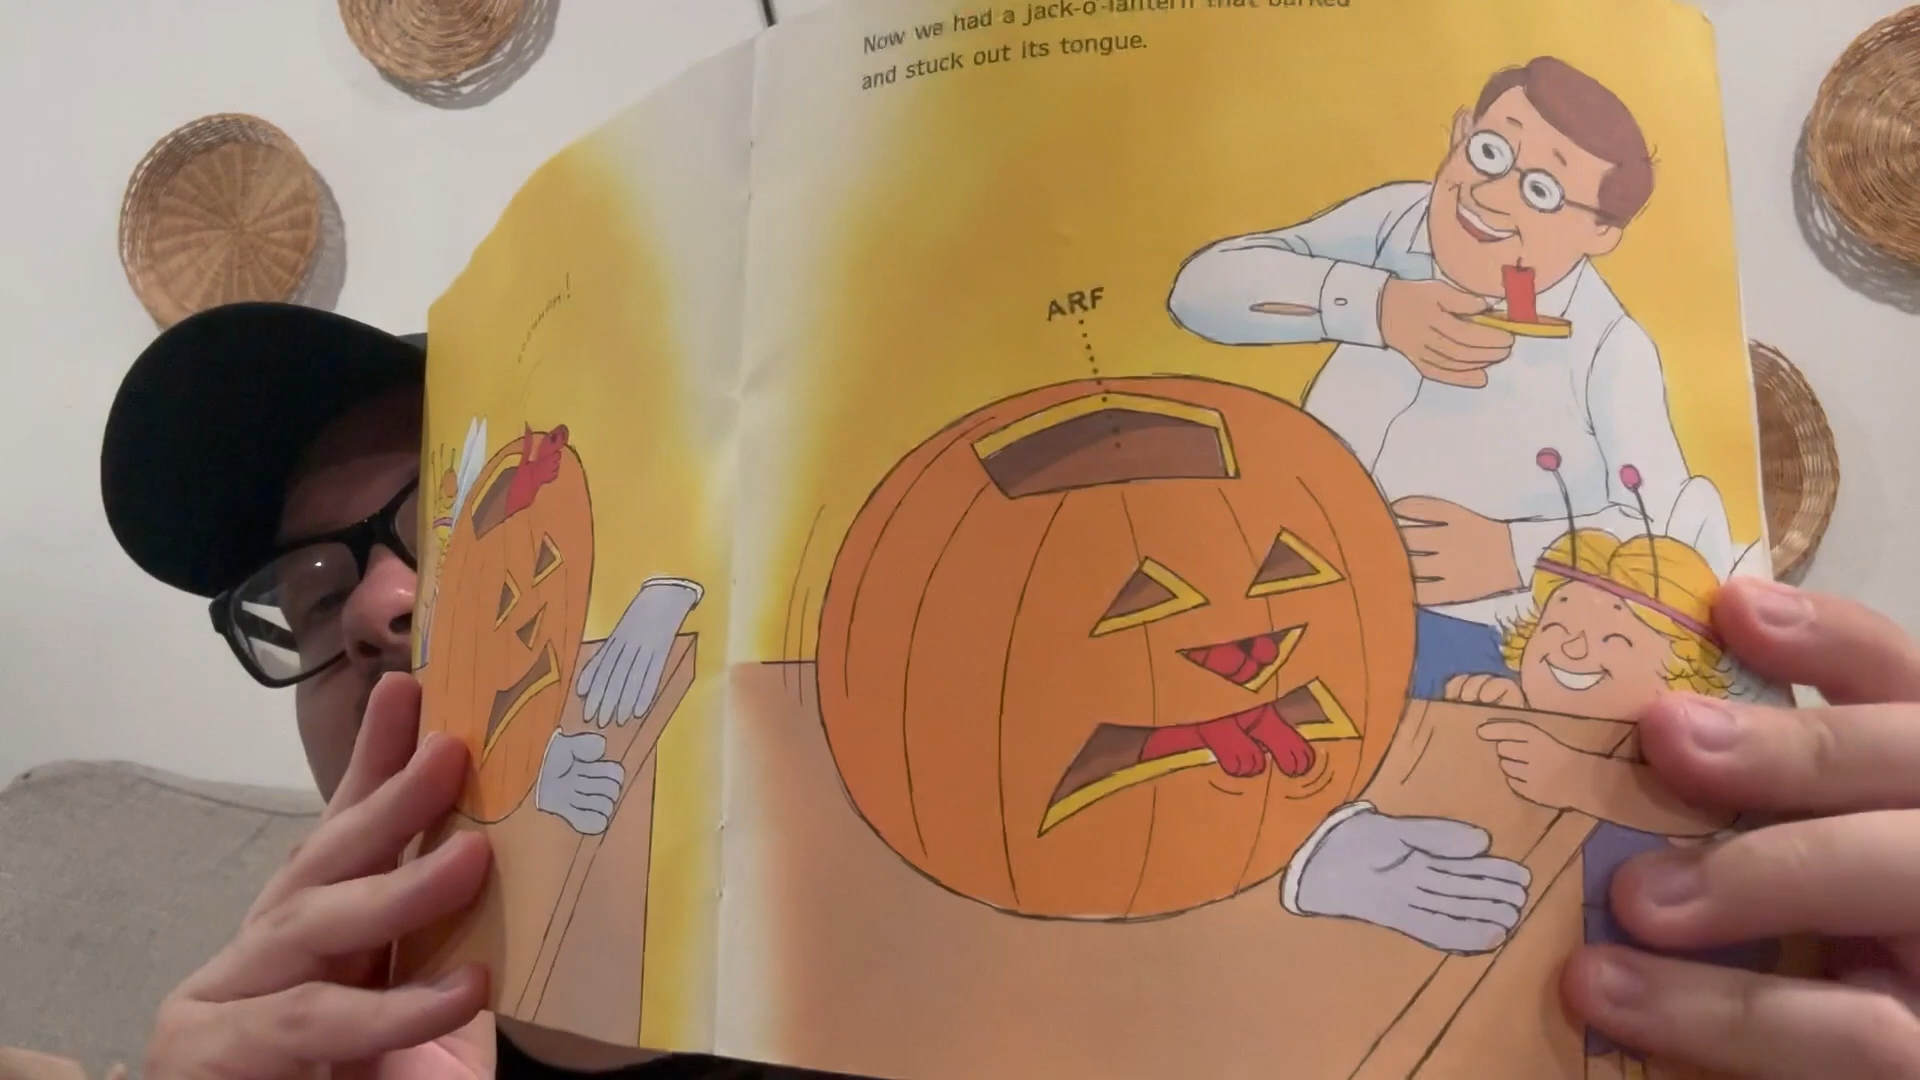 Now we had a jack-o-lantern that barked
and stuck out its tongue.
ARF